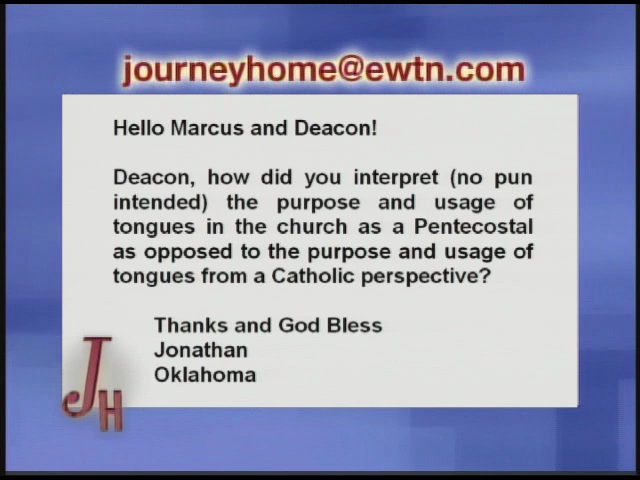 journeyhome@ewtn.com
Hello Marcus and Deacon!
Deacon, how did you interpret (no pun
intended) the purpose and usage of
tongues in the church as a Pentecostal
as opposed to the purpose and usage of
tongues from a Catholic perspective?
Thanks and God Bless
Jonathan
Oklahoma
JH